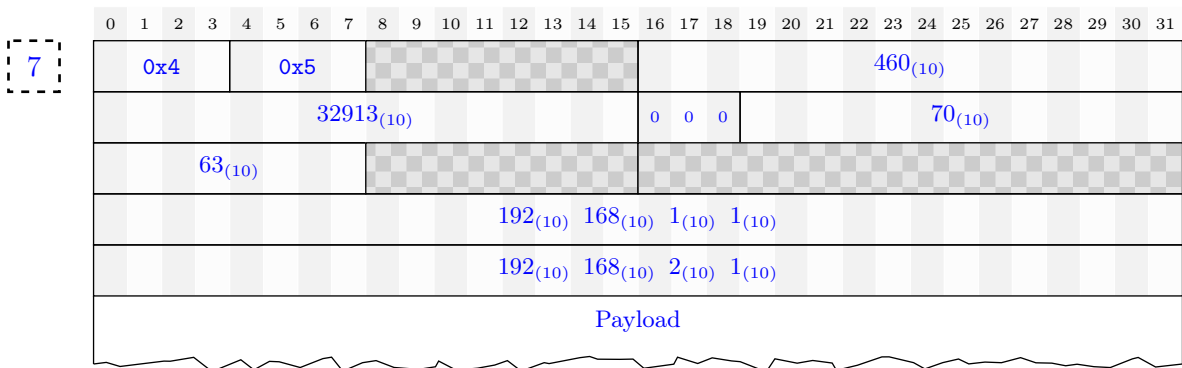 0 1 2 3 4 5 6 7 8 9 10 11 12 13 14 15 16 17 18 19 20 21 22 23 24 25 26 27 28 29 30 31
7 0x4 0x5 460(10)
32913(10) 0 0 0 70(10)
63(10)
192(10) 168(10) 1(10) 1(10)
192(10) 168(10) 2(10) 1(10)
Payload